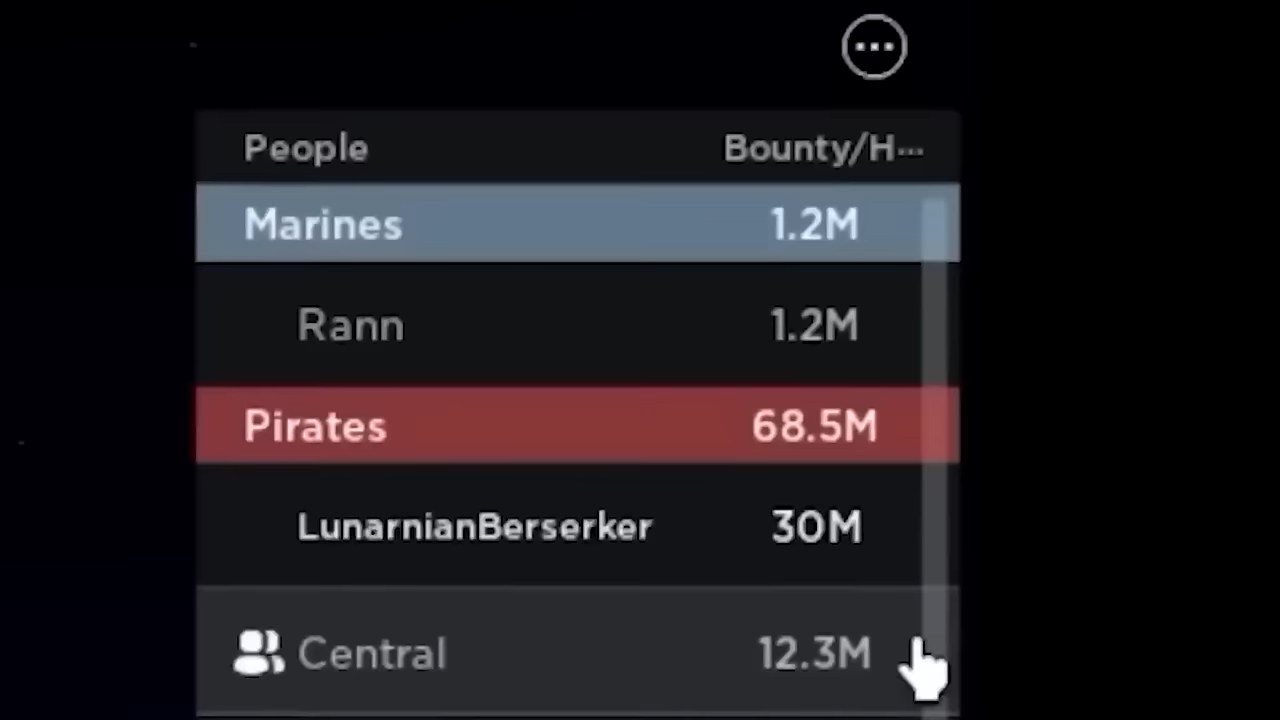 People Bounty/H...
Marines 1.2M
Rann 1.2M
Pirates 68.5M
LunarnianBerserker 30M
Central 12.3M